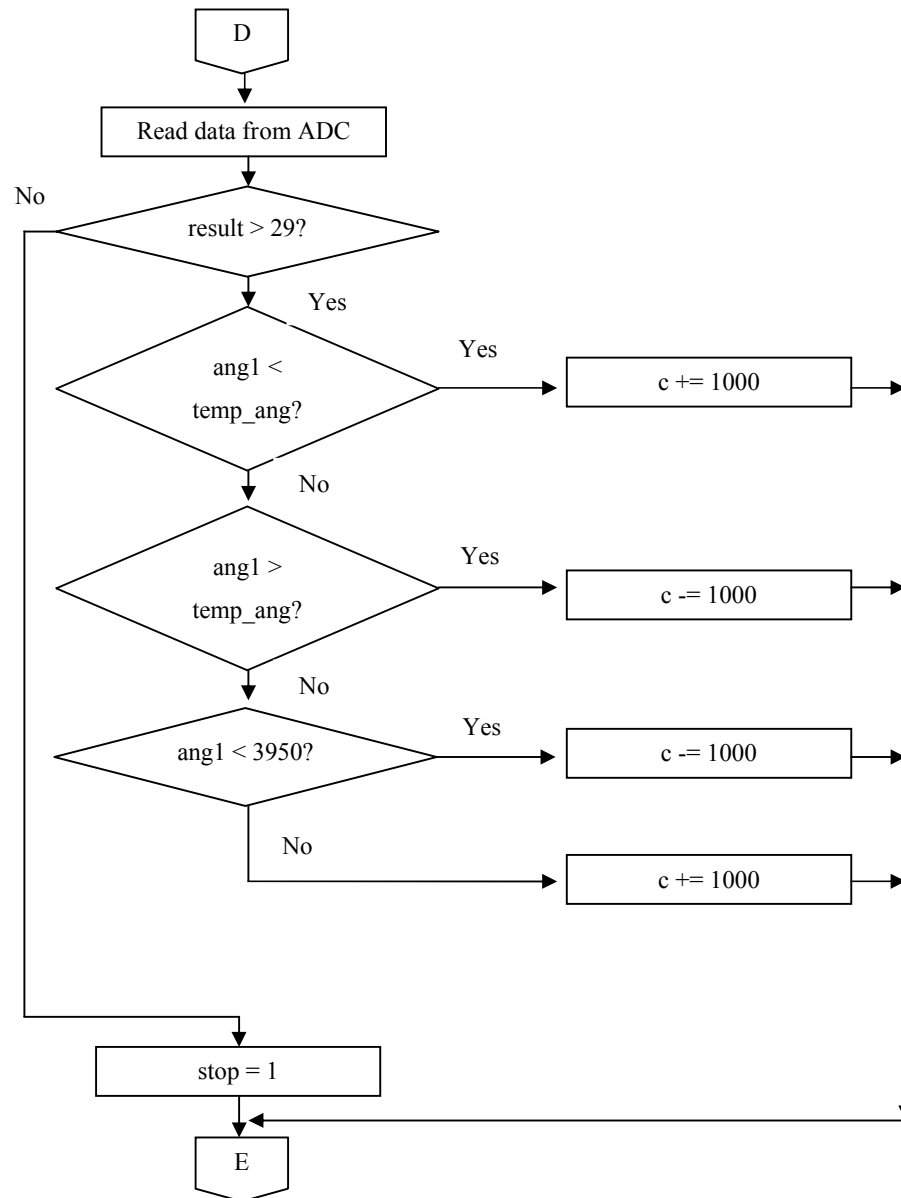 D
Read data from ADC
No
result > 29?
Yes
ang1 <
temp_ang?
Yes
c += 1000
No
ang1 >
temp_ang?
Yes
c -= 1000
No
ang1 < 3950?
Yes
c -= 1000
No
c += 1000
stop = 1
E